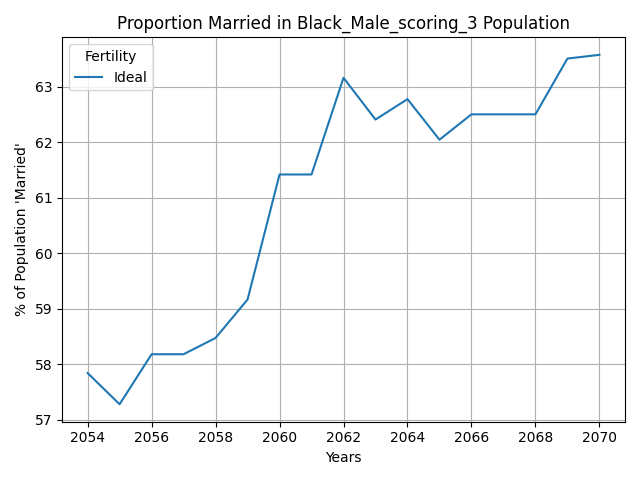 Proportion Married in Black_Male_scoring_3 Population
Fertility
Ideal
% of Population 'Married'
63
62
61
60
59
58
57
2054 2056 2058 2060 2062 2064 2066 2068 2070
Years